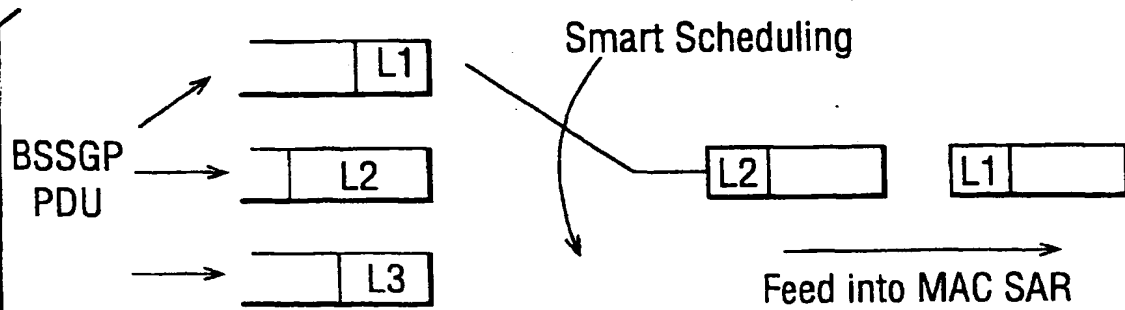 Smart Scheduling
L1
BSSGP
PDU
L2
L2
L1
L3
Feed into MAC SAR